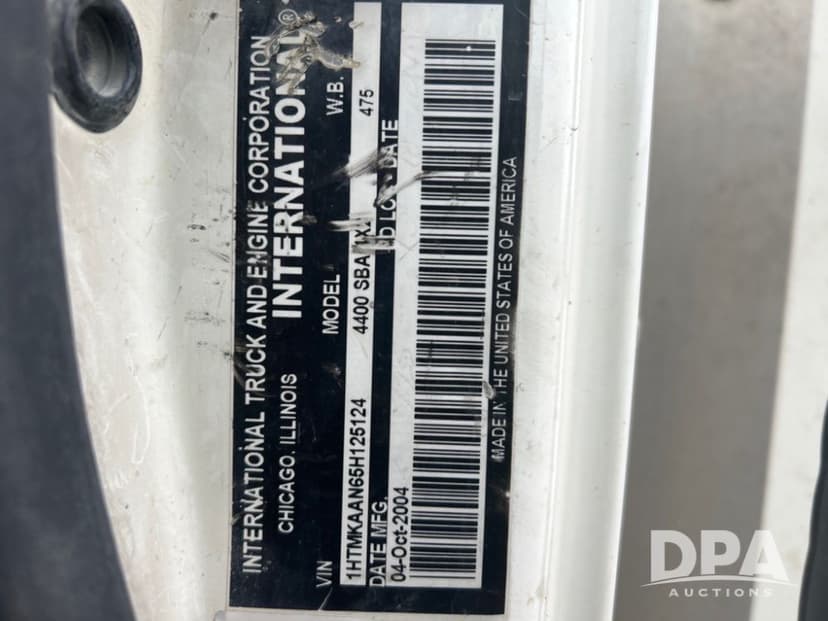 INTERNATIONAL TRUCK AND ENGINE CORPORATION
CHICAGO, ILLINOIS INTERNATIONAL®
VIN MODEL W.B.
1HTMKAAN65H125124 4400 SBA 4X2 475
DATE MFG. DATE
04-Oct-2004
MADE IN THE UNITED STATES OF AMERICA
DPA
AUCTIONS